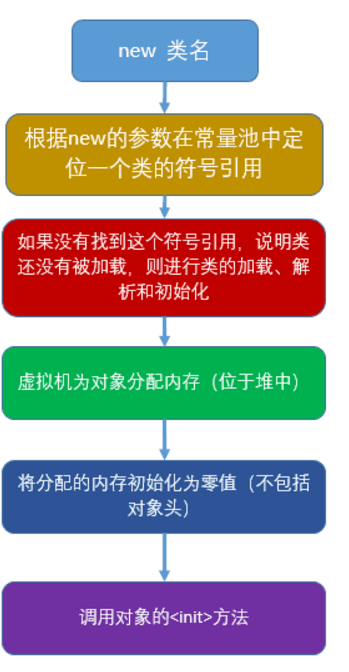 new 类名
根据new的参数在常量池中定
位一个类的符号引用
如果没有找到这个符号引用，说明类
还没有被加载，则进行类的加载、解
析和初始化
虚拟机为对象分配内存（位于堆中）
将分配的内存初始化为零值（不包括
对象头）
调用对象的<init>方法